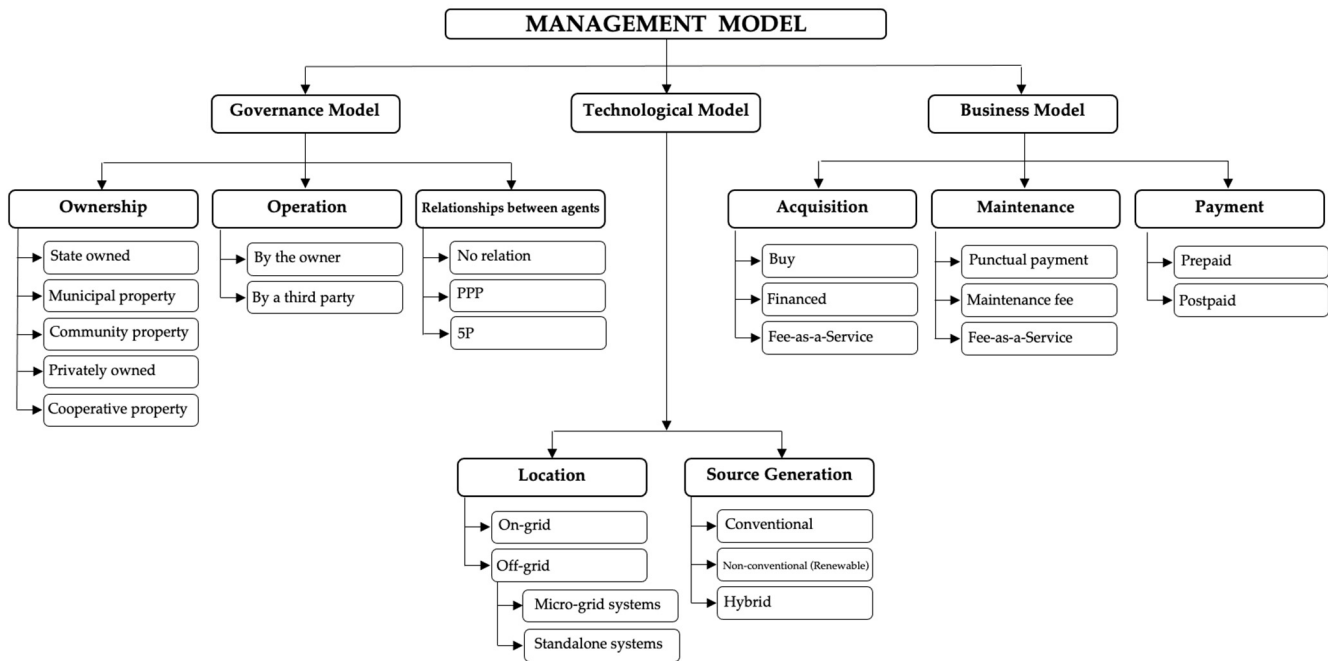 MANAGEMENT MODEL
Governance Model
Technological Model
Business Model
Ownership
Operation
Relationships between agents
Acquisition
Maintenance
Payment
State owned
Municipal property
Community property
Privately owned
Cooperative property
By the owner
By a third party
No relation
PPP
5P
Buy
Financed
Fee-as-a-Service
Punctual payment
Maintenance fee
Fee-as-a-Service
Prepaid
Postpaid
Location
Source Generation
On-grid
Off-grid
Micro-grid systems
Standalone systems
Conventional
Non-conventional (Renewable)
Hybrid